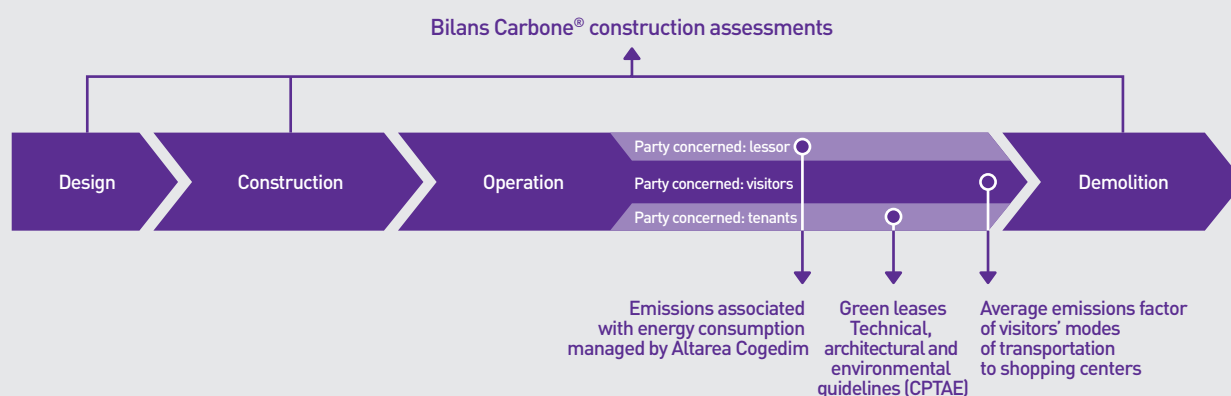 Bilans Carbone® construction assessments
Design
Construction
Operation
Party concerned: lessor
Party concerned: visitors
Party concerned: tenants
Demolition
Emissions associated
with energy consumption
managed by Altarea Cogedim
Green leases
Technical,
architectural and
environmental
guidelines (CPTAE)
Average emissions factor
of visitors’ modes
of transportation
to shopping centers